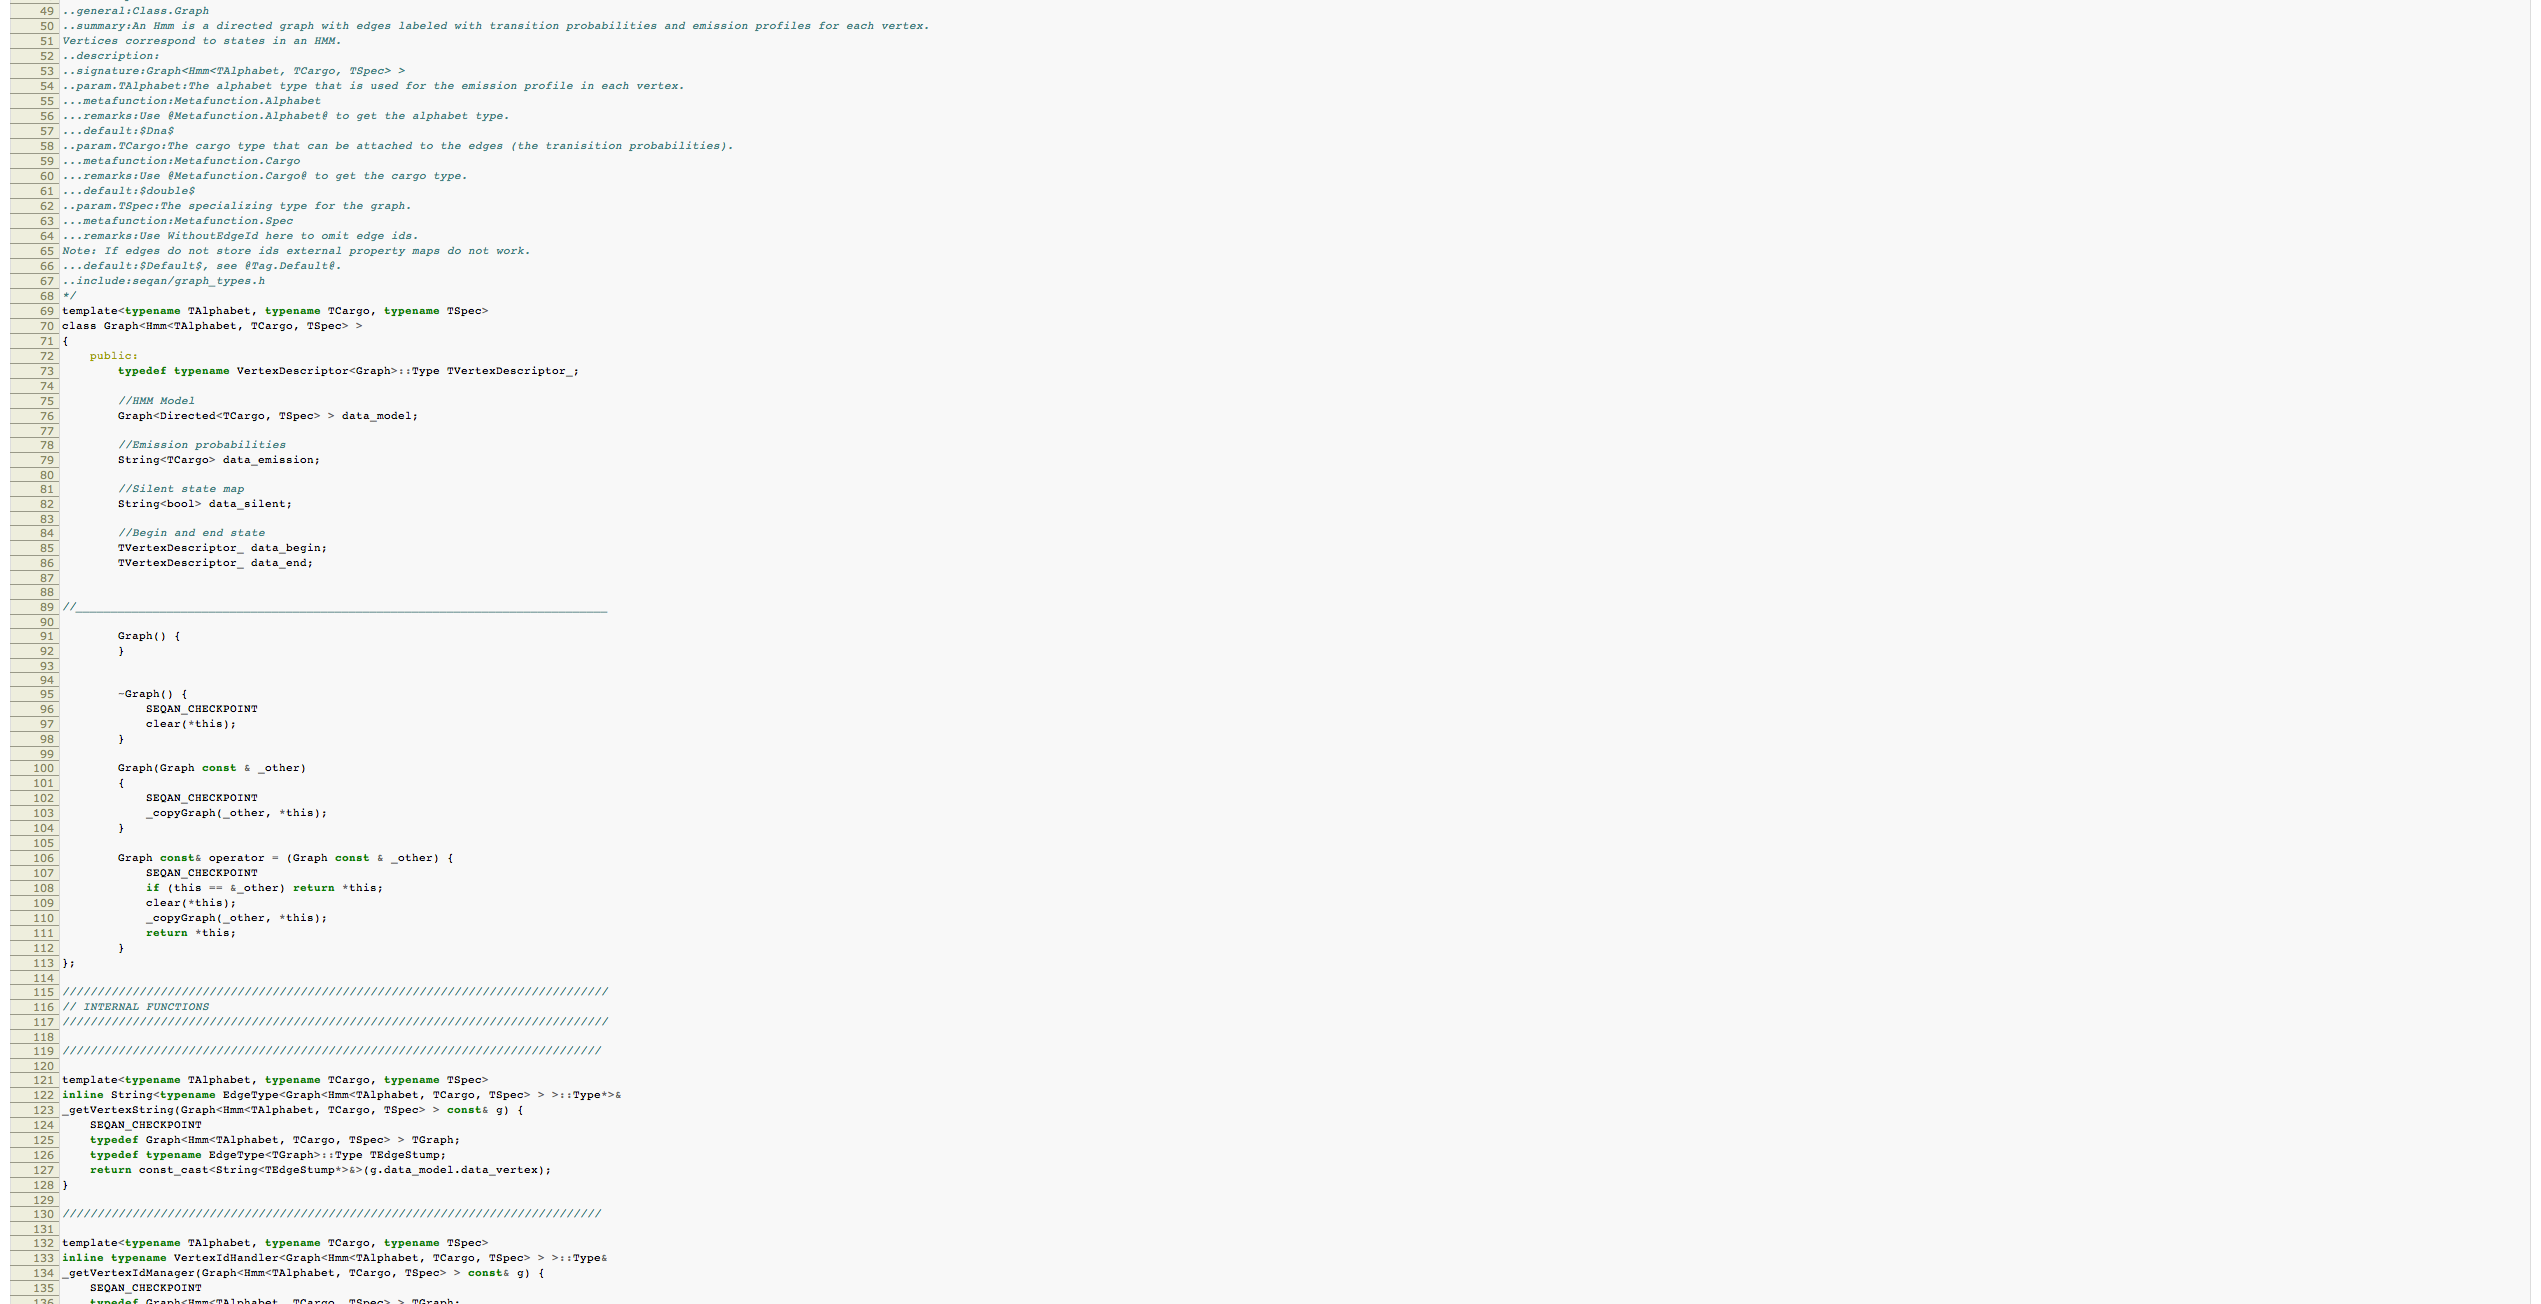 49 ..general:Class.Graph
50 ..summary:An Hmm is a directed graph with edges labeled with transition probabilities and emission profiles for each vertex.
51 Vertices correspond to states in an HMM.
52 ..description:
53 ..signature:Graph<Hmm<TAlphabet, TCargo, TSpec> >
54 ..param.TAlphabet:The alphabet type that is used for the emission profile in each vertex.
55 ...metafunction:Metafunction.Alphabet
56 ...remarks:Use @Metafunction.Alphabet@ to get the alphabet type.
57 ...default:$Dna$
58 ..param.TCargo:The cargo type that can be attached to the edges (the tranisition probabilities).
59 ...metafunction:Metafunction.Cargo
60 ...remarks:Use @Metafunction.Cargo@ to get the cargo type.
61 ...default:$double$
62 ..param.TSpec:The specializing type for the graph.
63 ...metafunction:Metafunction.Spec
64 ...remarks:Use WithoutEdgeId here to omit edge ids.
65 Note: If edges do not store ids external property maps do not work.
66 ...default:$Default$, see @Tag.Default@.
67 ..include:seqan/graph_types.h
68 */
69 template<typename TAlphabet, typename TCargo, typename TSpec>
70 class Graph<Hmm<TAlphabet, TCargo, TSpec> >
71 {
72     public:
73         typedef typename VertexDescriptor<Graph>::Type TVertexDescriptor_;
74
75         //HMM Model
76         Graph<Directed<TCargo, TSpec> > data_model;
77
78         //Emission probabilities
79         String<TCargo> data_emission;
80
81         //Silent state map
82         String<bool> data_silent;
83
84         //Begin and end state
85         TVertexDescriptor_ data_begin;
86         TVertexDescriptor_ data_end;
87
88
89 //____________________________________________________________________________
90
91         Graph() {
92         }
93
94
95         ~Graph() {
96             SEQAN_CHECKPOINT
97             clear(*this);
98         }
99
100         Graph(Graph const & _other)
101         {
102             SEQAN_CHECKPOINT
103             _copyGraph(_other, *this);
104         }
105
106         Graph const& operator = (Graph const & _other) {
107             SEQAN_CHECKPOINT
108             if (this == &_other) return *this;
109             clear(*this);
110             _copyGraph(_other, *this);
111             return *this;
112         }
113 };
114
115 //////////////////////////////////////////////////////////////////////////////
116 // INTERNAL FUNCTIONS
117 //////////////////////////////////////////////////////////////////////////////
118
119 /////////////////////////////////////////////////////////////////////////////
120
121 template<typename TAlphabet, typename TCargo, typename TSpec>
122 inline String<typename EdgeType<Graph<Hmm<TAlphabet, TCargo, TSpec> > >::Type*>&
123 _getVertexString(Graph<Hmm<TAlphabet, TCargo, TSpec> > const& g) {
124     SEQAN_CHECKPOINT
125     typedef Graph<Hmm<TAlphabet, TCargo, TSpec> > TGraph;
126     typedef typename EdgeType<TGraph>::Type TEdgeStump;
127     return const_cast<String<TEdgeStump*>&>(g.data_model.data_vertex);
128 }
129
130 /////////////////////////////////////////////////////////////////////////////
131
132 template<typename TAlphabet, typename TCargo, typename TSpec>
133 inline typename VertexIdHandler<Graph<Hmm<TAlphabet, TCargo, TSpec> > >::Type&
134 _getVertexIdManager(Graph<Hmm<TAlphabet, TCargo, TSpec> > const& g) {
135     SEQAN_CHECKPOINT
136     typedef Graph<Hmm<TAlphabet, TCargo, TSpec> > TGraph;